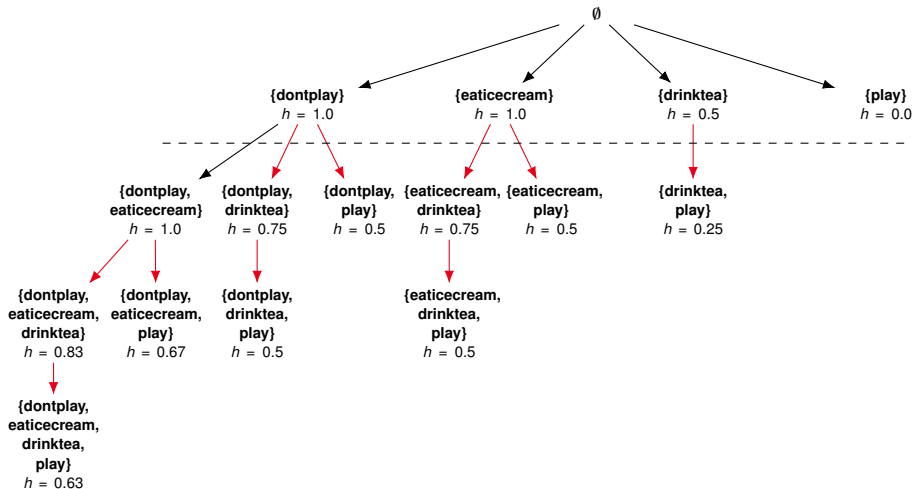 ∅
{dontplay}
h = 1.0
{eaticecream}
h = 1.0
{drinktea}
h = 0.5
{play}
h = 0.0
{dontplay,
eaticecream}
h = 1.0
{dontplay,
drinktea}
h = 0.75
{dontplay,
play}
h = 0.5
{eaticecream,
drinktea}
h = 0.75
{eaticecream,
play}
h = 0.5
{drinktea,
play}
h = 0.25
{dontplay,
eaticecream,
drinktea}
h = 0.83
{dontplay,
eaticecream,
play}
h = 0.67
{dontplay,
drinktea,
play}
h = 0.5
{eaticecream,
drinktea,
play}
h = 0.5
{dontplay,
eaticecream,
drinktea,
play}
h = 0.63